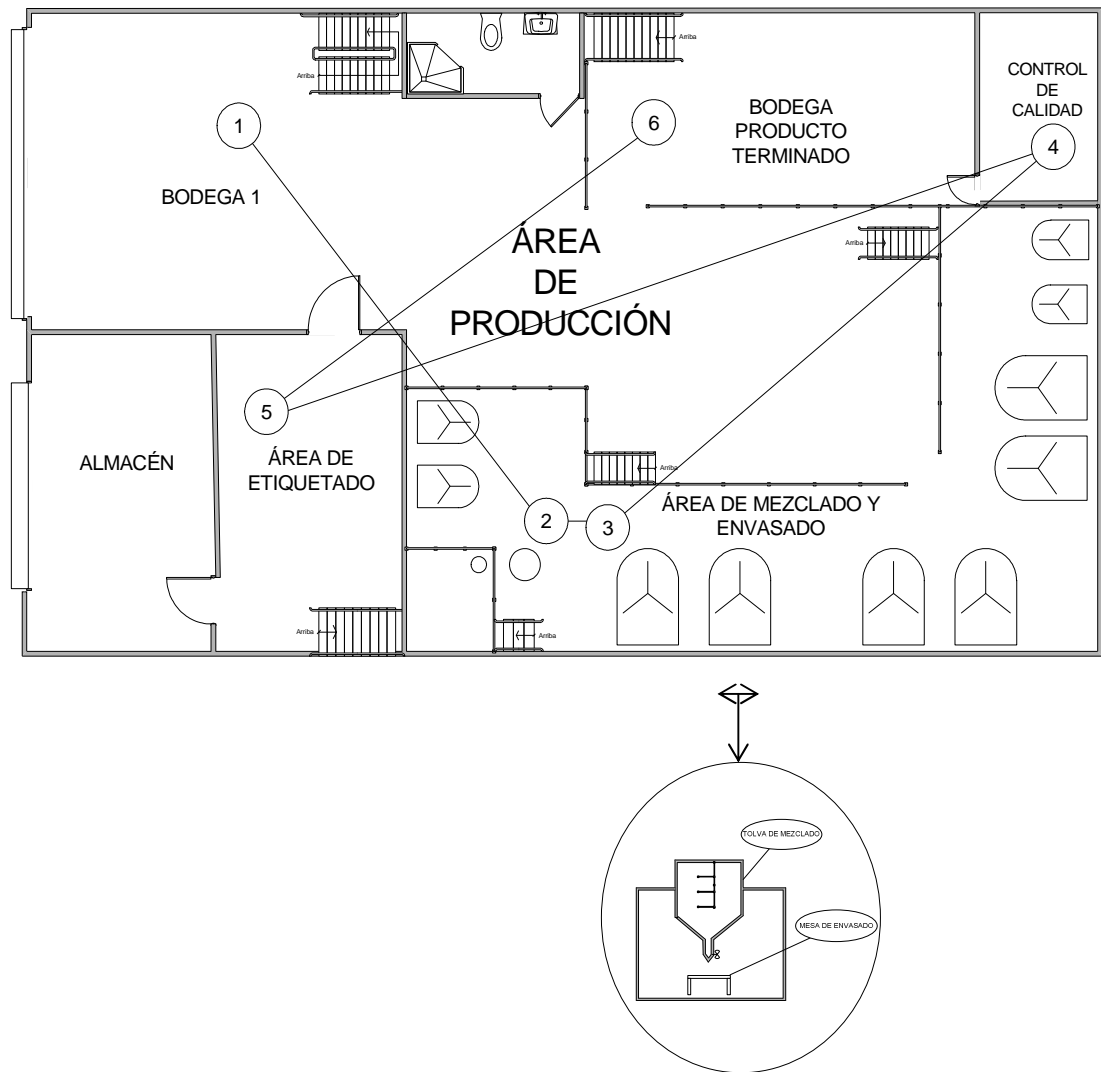 Arriba
Arriba
1
BODEGA 1
Arriba
6
BODEGA
PRODUCTO
TERMINADO
CONTROL
DE
CALIDAD
4
ÁREA
DE
PRODUCCIÓN
Arriba
ALMACÉN
5
ÁREA DE
ETIQUETADO
Arriba
Arriba
2
3
ÁREA DE MEZCLADO Y
ENVASADO
Arriba
TOLVA DE MEZCLADO
MESA DE ENVASADO